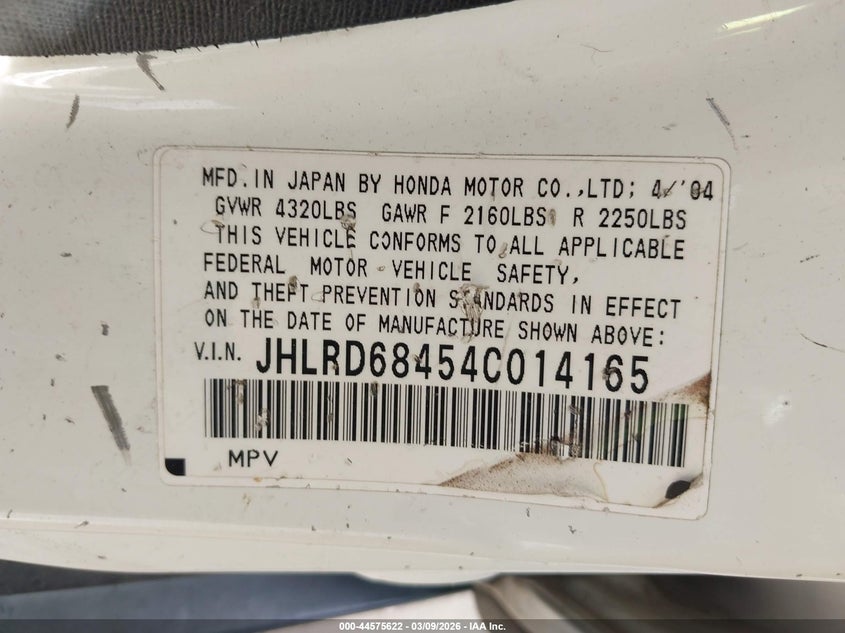 MFD.IN JAPAN BY HONDA MOTOR CO.,LTD; 4/'04
GVWR 4320LBS GAWR F 2160LBS R 2250LBS
THIS VEHICLE CONFORMS TO ALL APPLICABLE
FEDERAL MOTOR VEHICLE SAFETY,
AND THEFT PREVENTION STANDARDS IN EFFECT
ON THE DATE OF MANUFACTURE SHOWN ABOVE:
V.I.N. JHLRD68454C014165
MPV
000-44575622 | 03/09/2026 | IAA Inc.